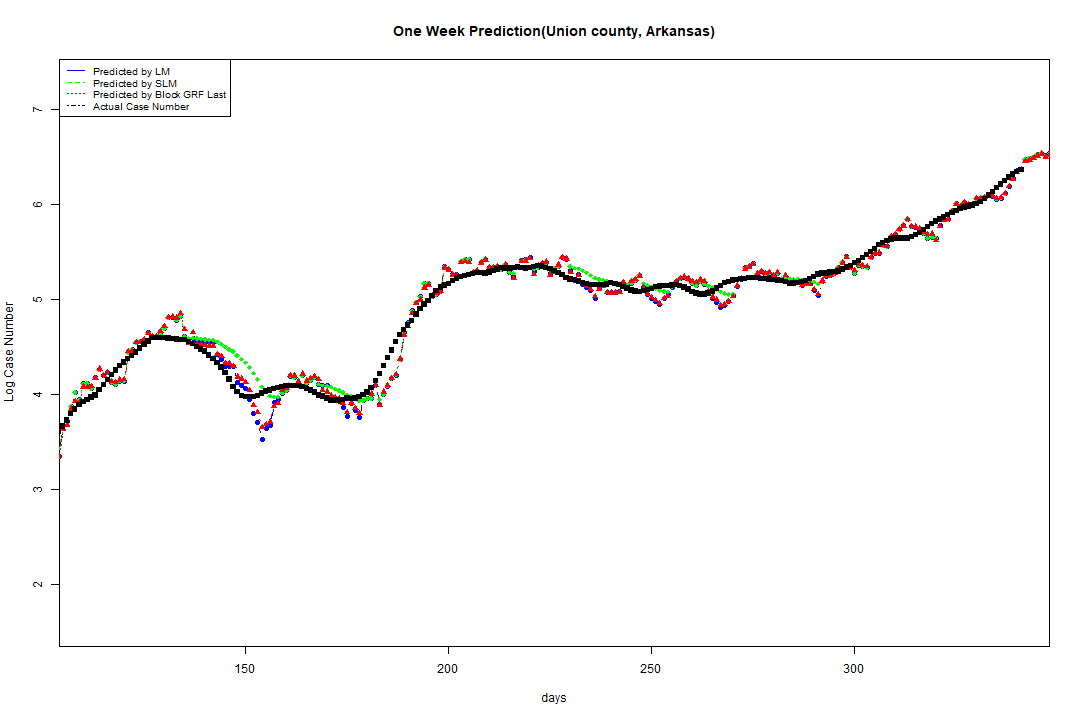 One Week Prediction(Union county, Arkansas)
Predicted by LM
Predicted by SLM
Predicted by Block GRF Last
Actual Case Number
7
6
5
4
3
2
Log Case Number
150 200 250 300
days